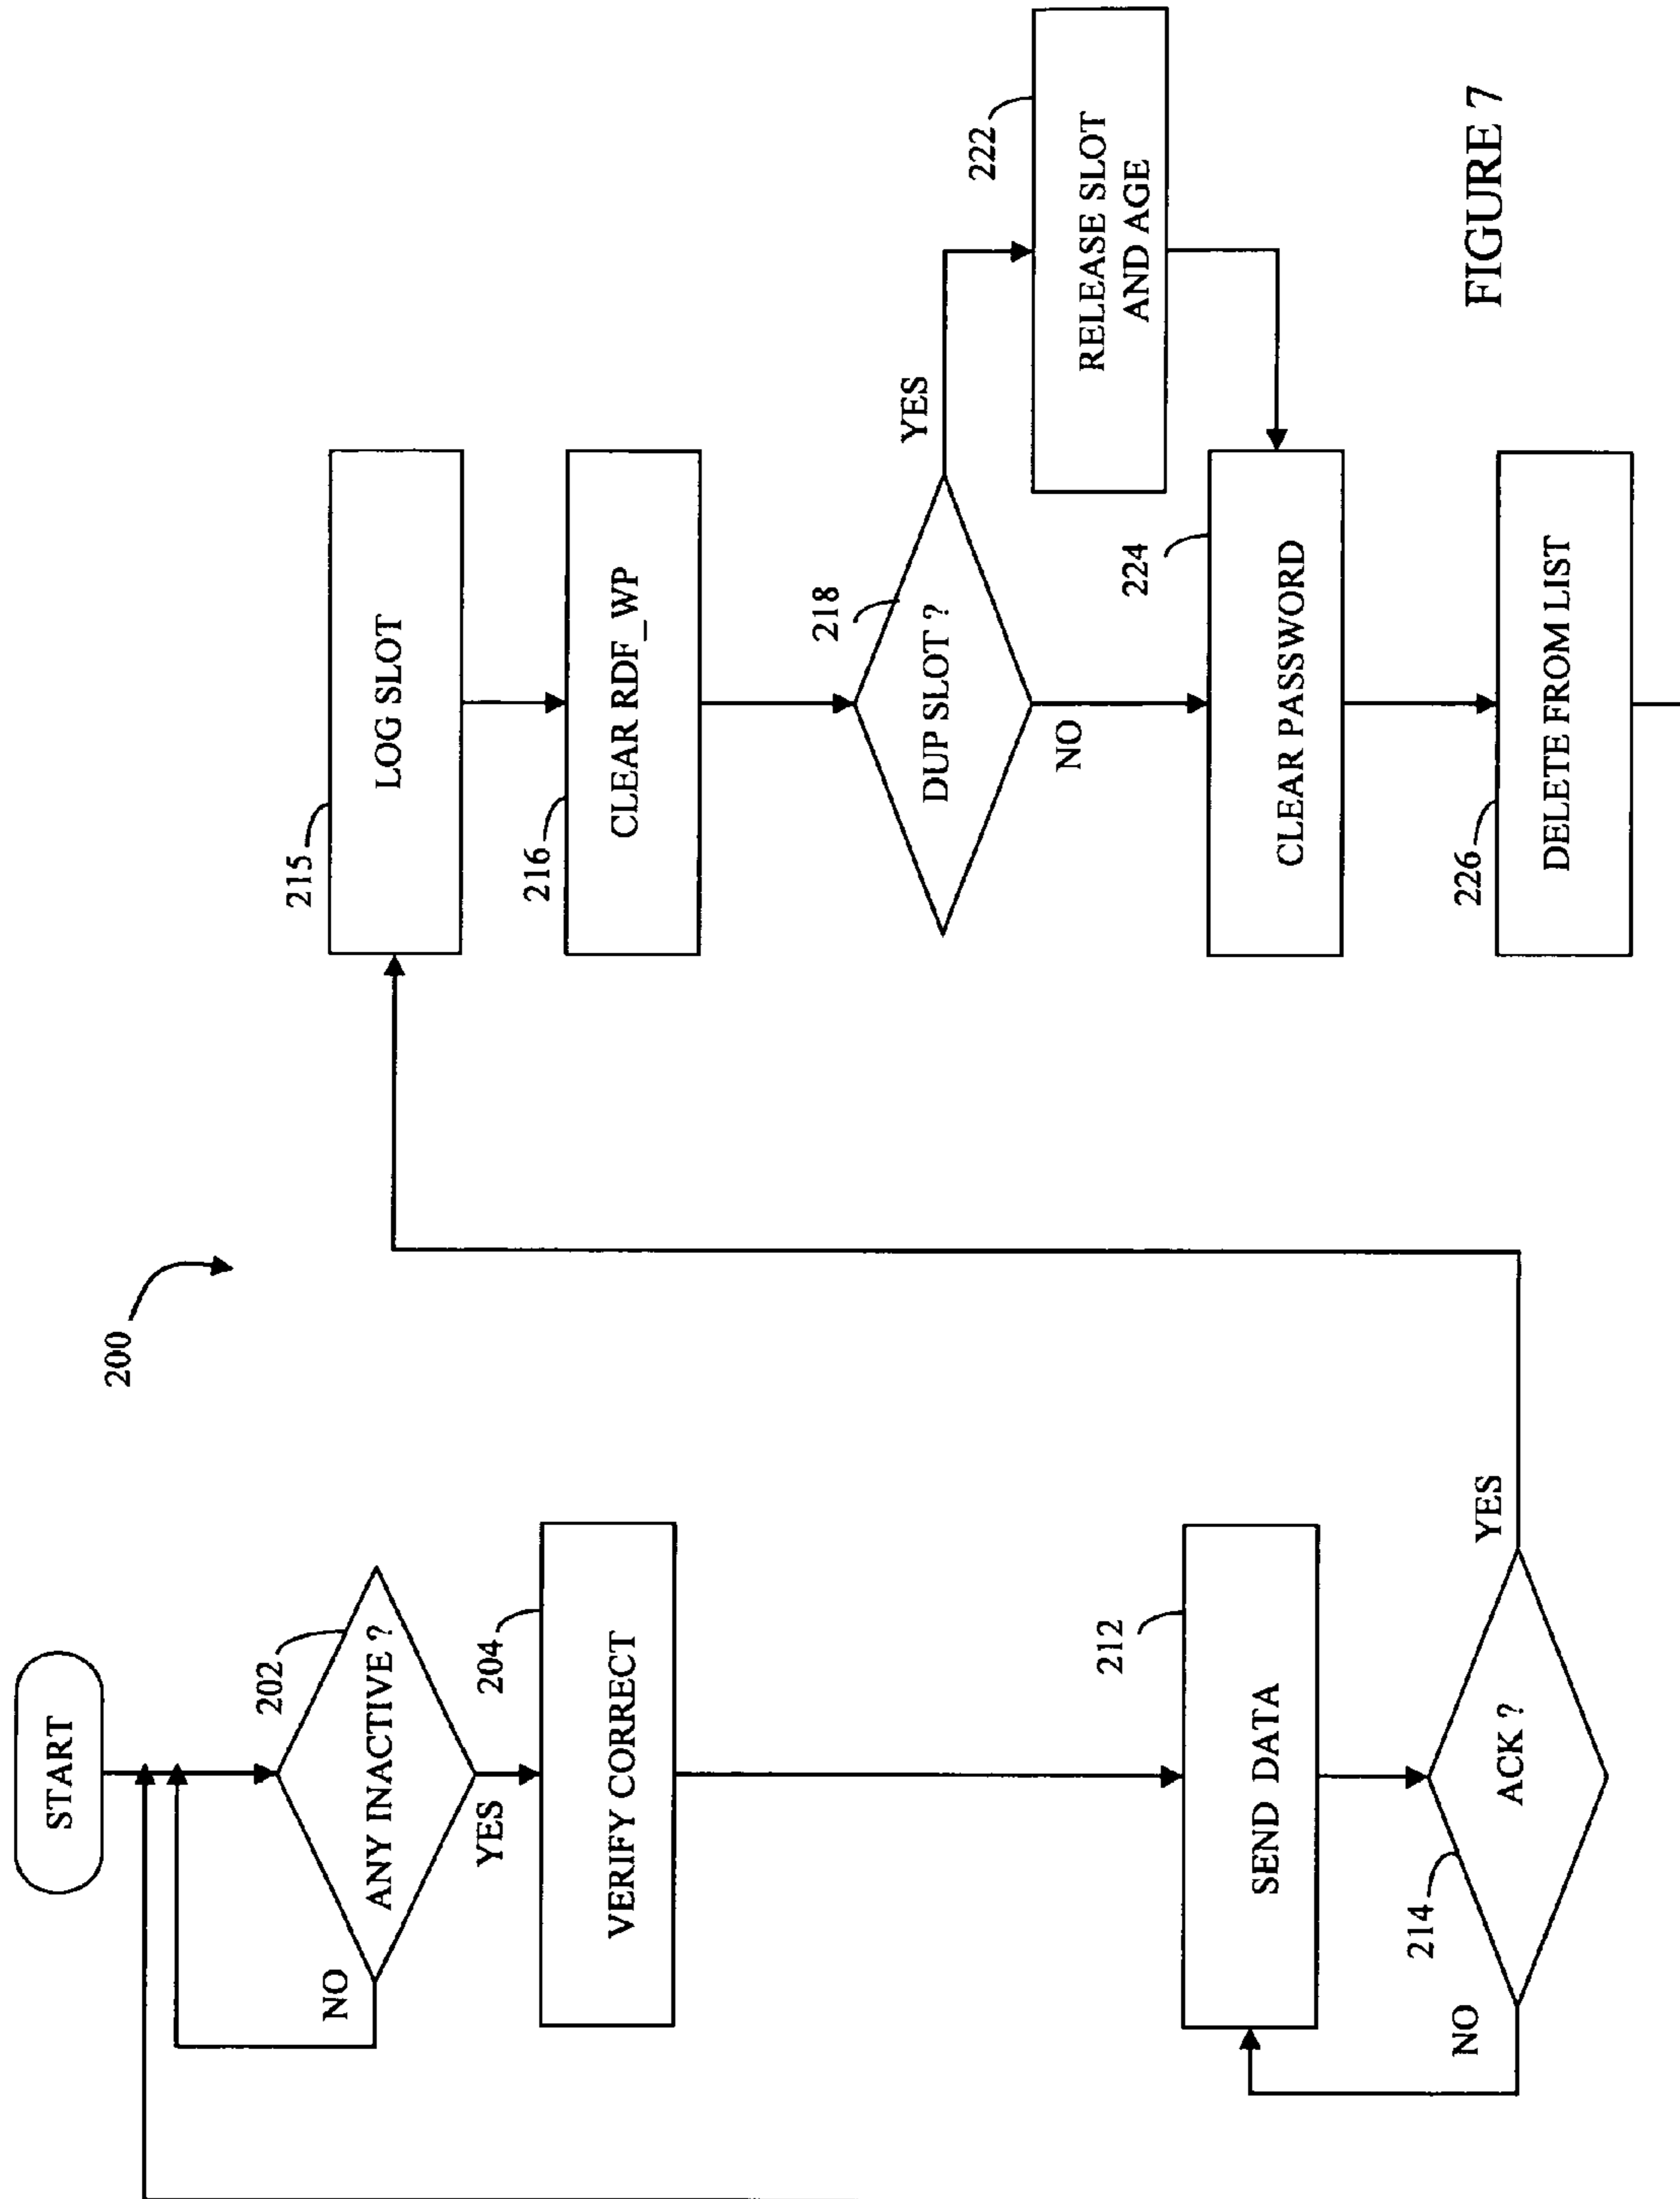 200
START
202
ANY INACTIVE ?
NO
YES
204
VERIFY CORRECT
212
SEND DATA
214
ACK ?
NO
YES
215
LOG SLOT
216
CLEAR RDF_WP
218
DUP SLOT ?
YES
NO
222
RELEASE SLOT
AND AGE
224
CLEAR PASSWORD
226
DELETE FROM LIST
FIGURE 7